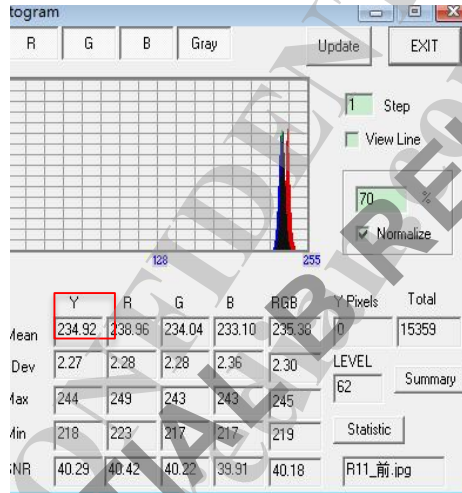 togram
R G B Gray Update EXIT
1 Step
View Line
70 %
Normalize
128 255
Y R G B RGB Y Pixels Total
Mean 234.92 238.96 234.04 233.10 235.38 0 15359
Dev 2.27 2.28 2.28 2.36 2.30 LEVEL
62 Summary
Max 244 249 243 243 245
Min 218 223 217 217 219 Statistic
SNR 40.29 40.42 40.22 39.91 40.18 R11_前.jpg